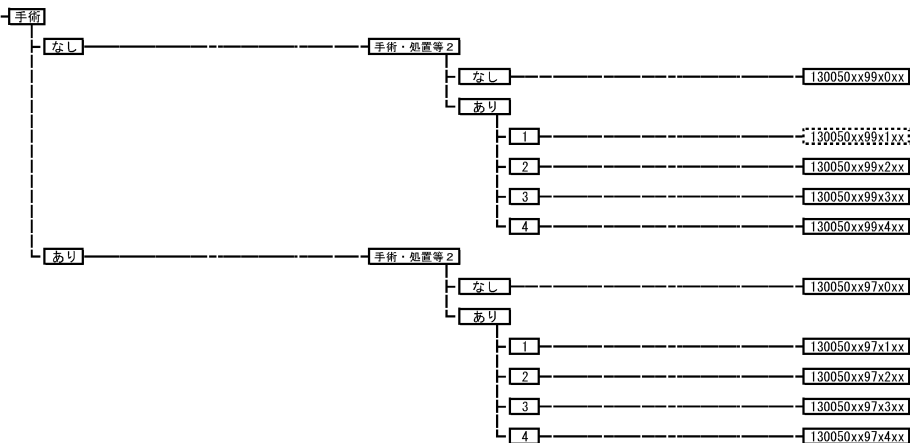 手術
なし 手術・処置等2
なし 130050xx99x0xx
あり
1 130050xx99x1xx
2 130050xx99x2xx
3 130050xx99x3xx
4 130050xx99x4xx
あり 手術・処置等2
なし 130050xx97x0xx
あり
1 130050xx97x1xx
2 130050xx97x2xx
3 130050xx97x3xx
4 130050xx97x4xx